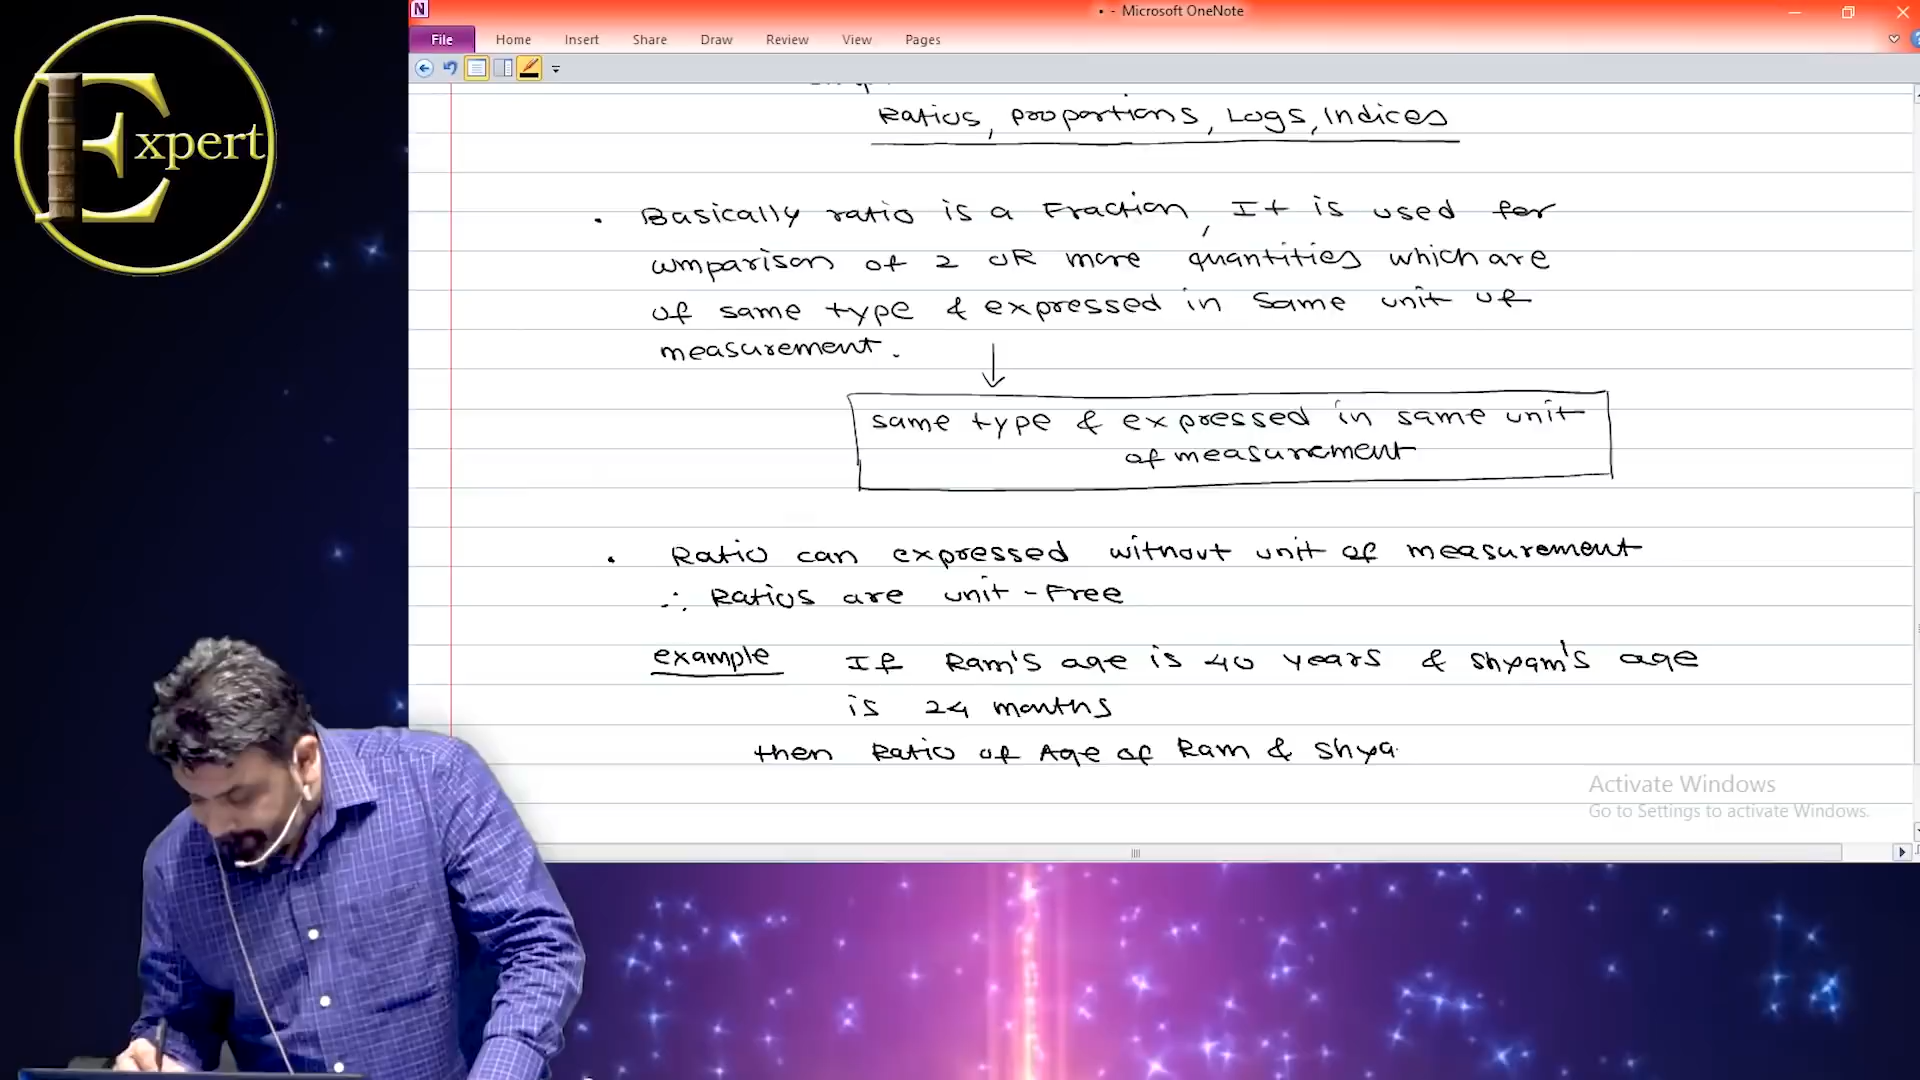 Expert
• - Microsoft OneNote
File Home Insert Share Draw Review View Pages
Ratios, proportions, Logs, Indices
. Basically ratio is a Fraction, It is used for
comparison of 2 OR more quantities which are
of same type & expressed in same unit of
measurement.
same type & expressed in same unit
of measurement
. Ratio can expressed without unit of measurement
∴ Ratios are unit-Free
example If Ram's age is 40 years & Shyam's age
is 24 months
then Ratio of Age of Ram & Shya
Activate Windows
Go to Settings to activate Windows.